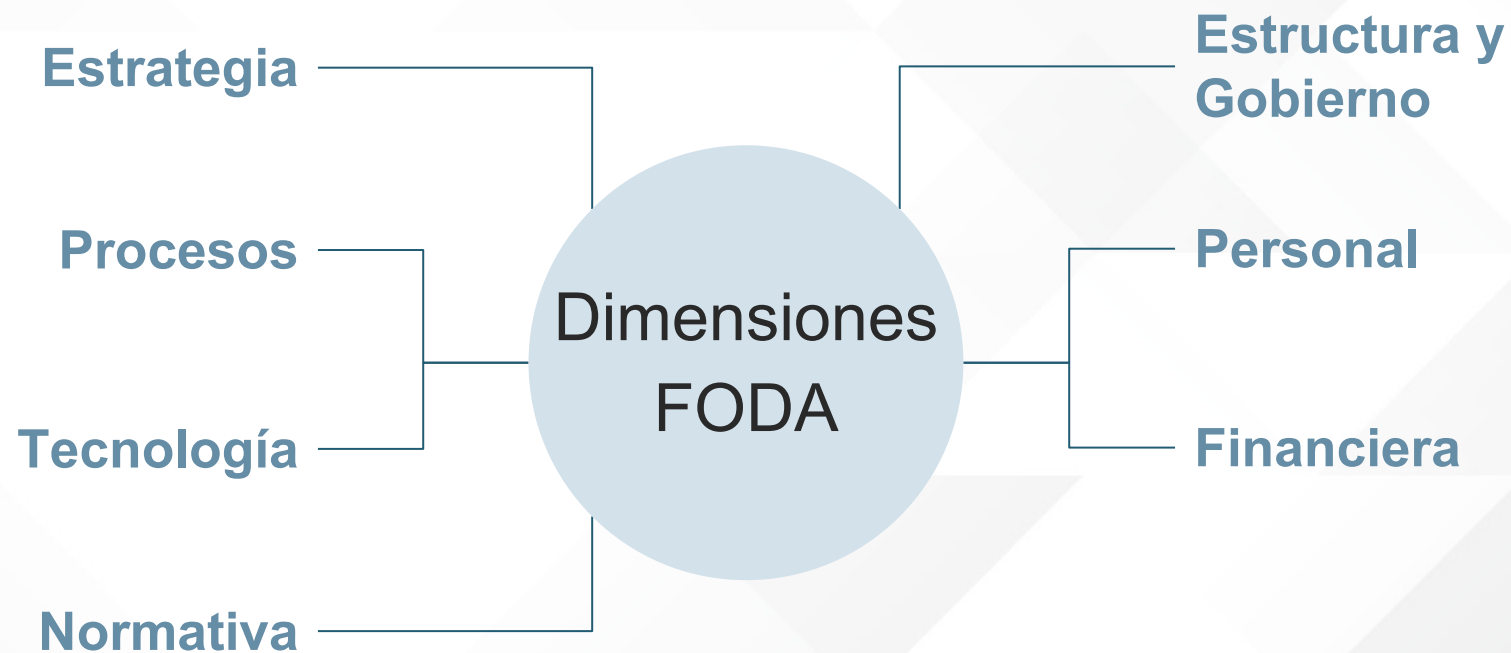 Estrategia
Procesos
Tecnología
Normativa
Dimensiones
FODA
Estructura y
Gobierno
Personal
Financiera